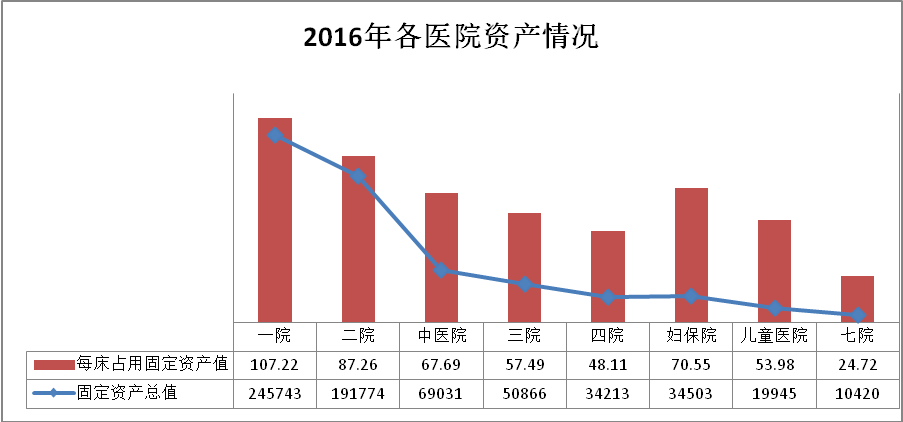 2016年各医院资产情况
一院 二院 中医院 三院 四院 妇保院 儿童医院 七院
每床占用固定资产值 107.22 87.26 67.69 57.49 48.11 70.55 53.98 24.72
固定资产总值 245743 191774 69031 50866 34213 34503 19945 10420